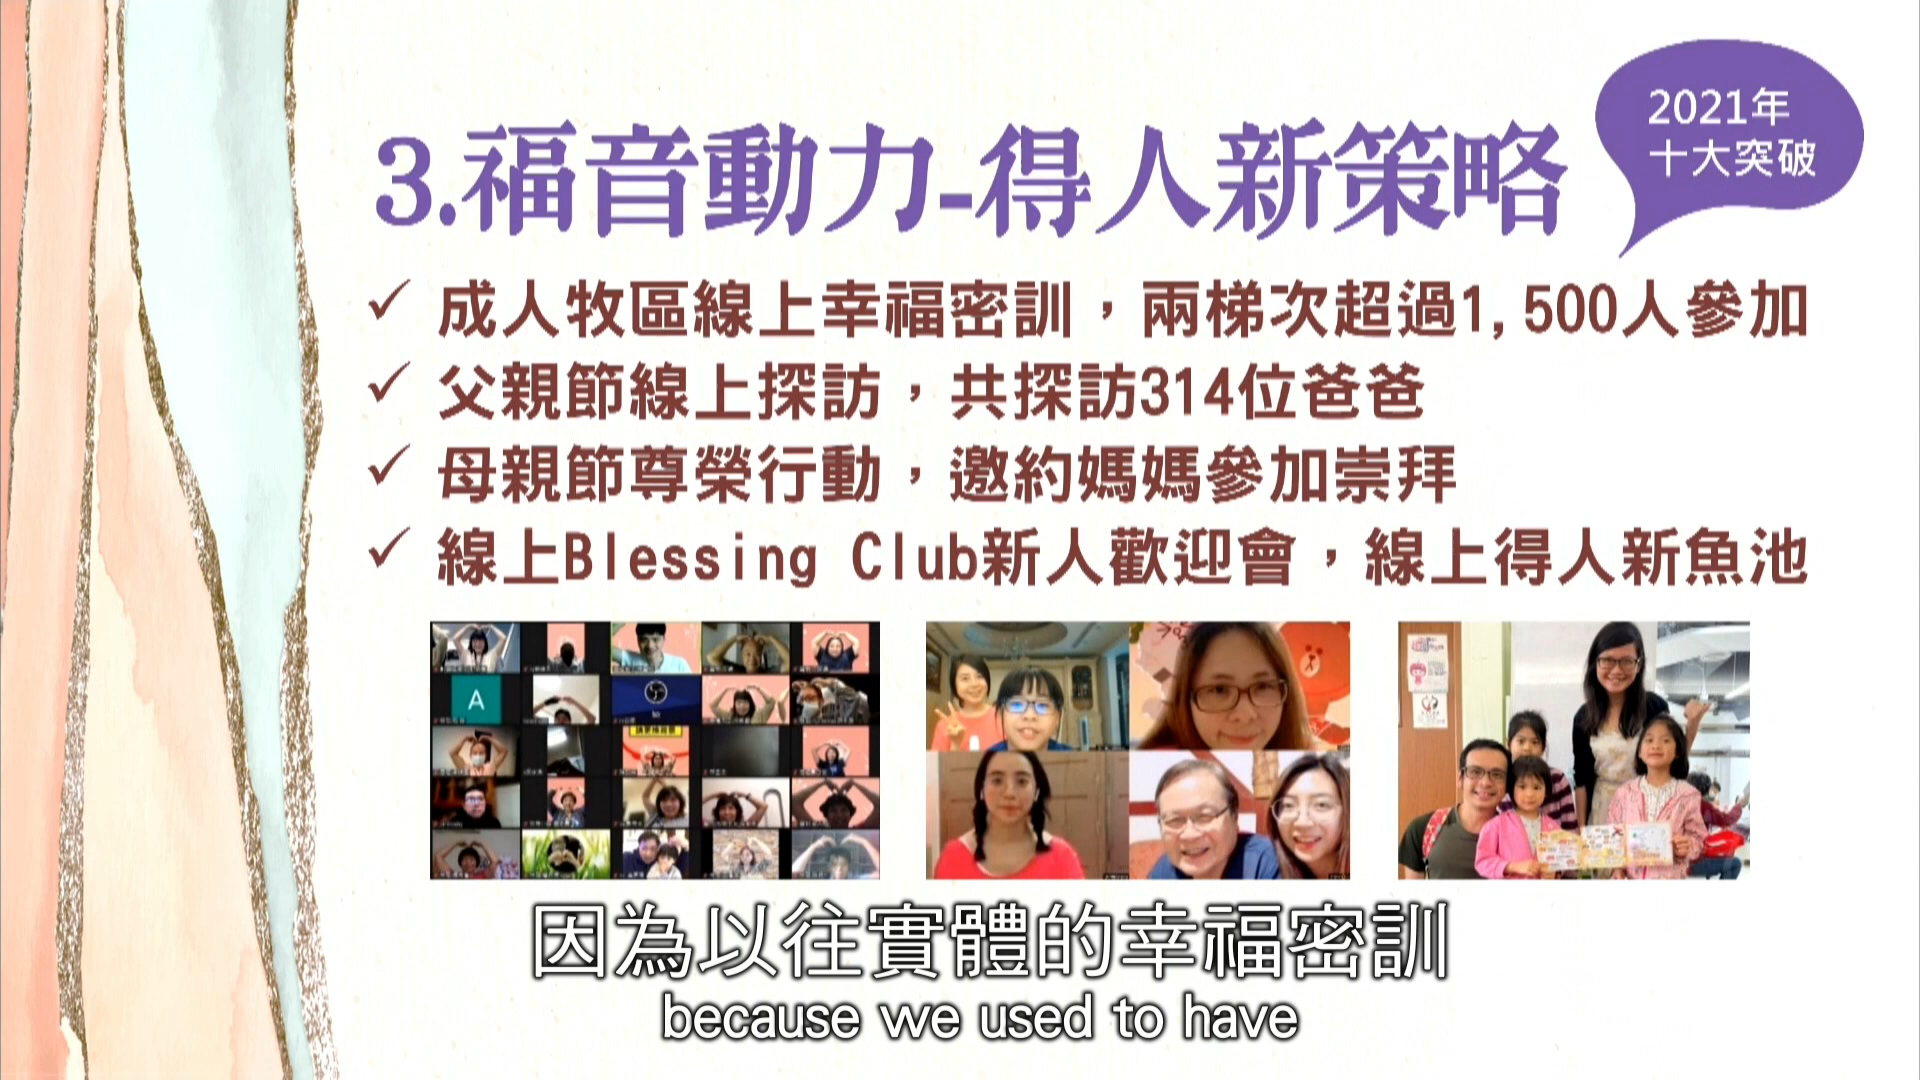 2021年
十大突破
3.福音動力-得人新策略
✓ 成人牧區線上幸福密訓，兩梯次超過1,500人參加
✓ 父親節線上探訪，共探訪314位爸爸
✓ 母親節尊榮行動，邀約媽媽參加崇拜
✓ 線上Blessing Club新人歡迎會，線上得人新魚池
A
因為以往實體的幸福密訓
because we used to have